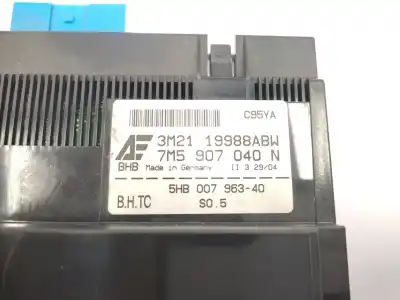 C95YA
AE 3M21 19988ABW
7M5 907 040 N
BHB Made in Germany II 3 29/04
5HB 007 963-40
B.H.TC SO.5